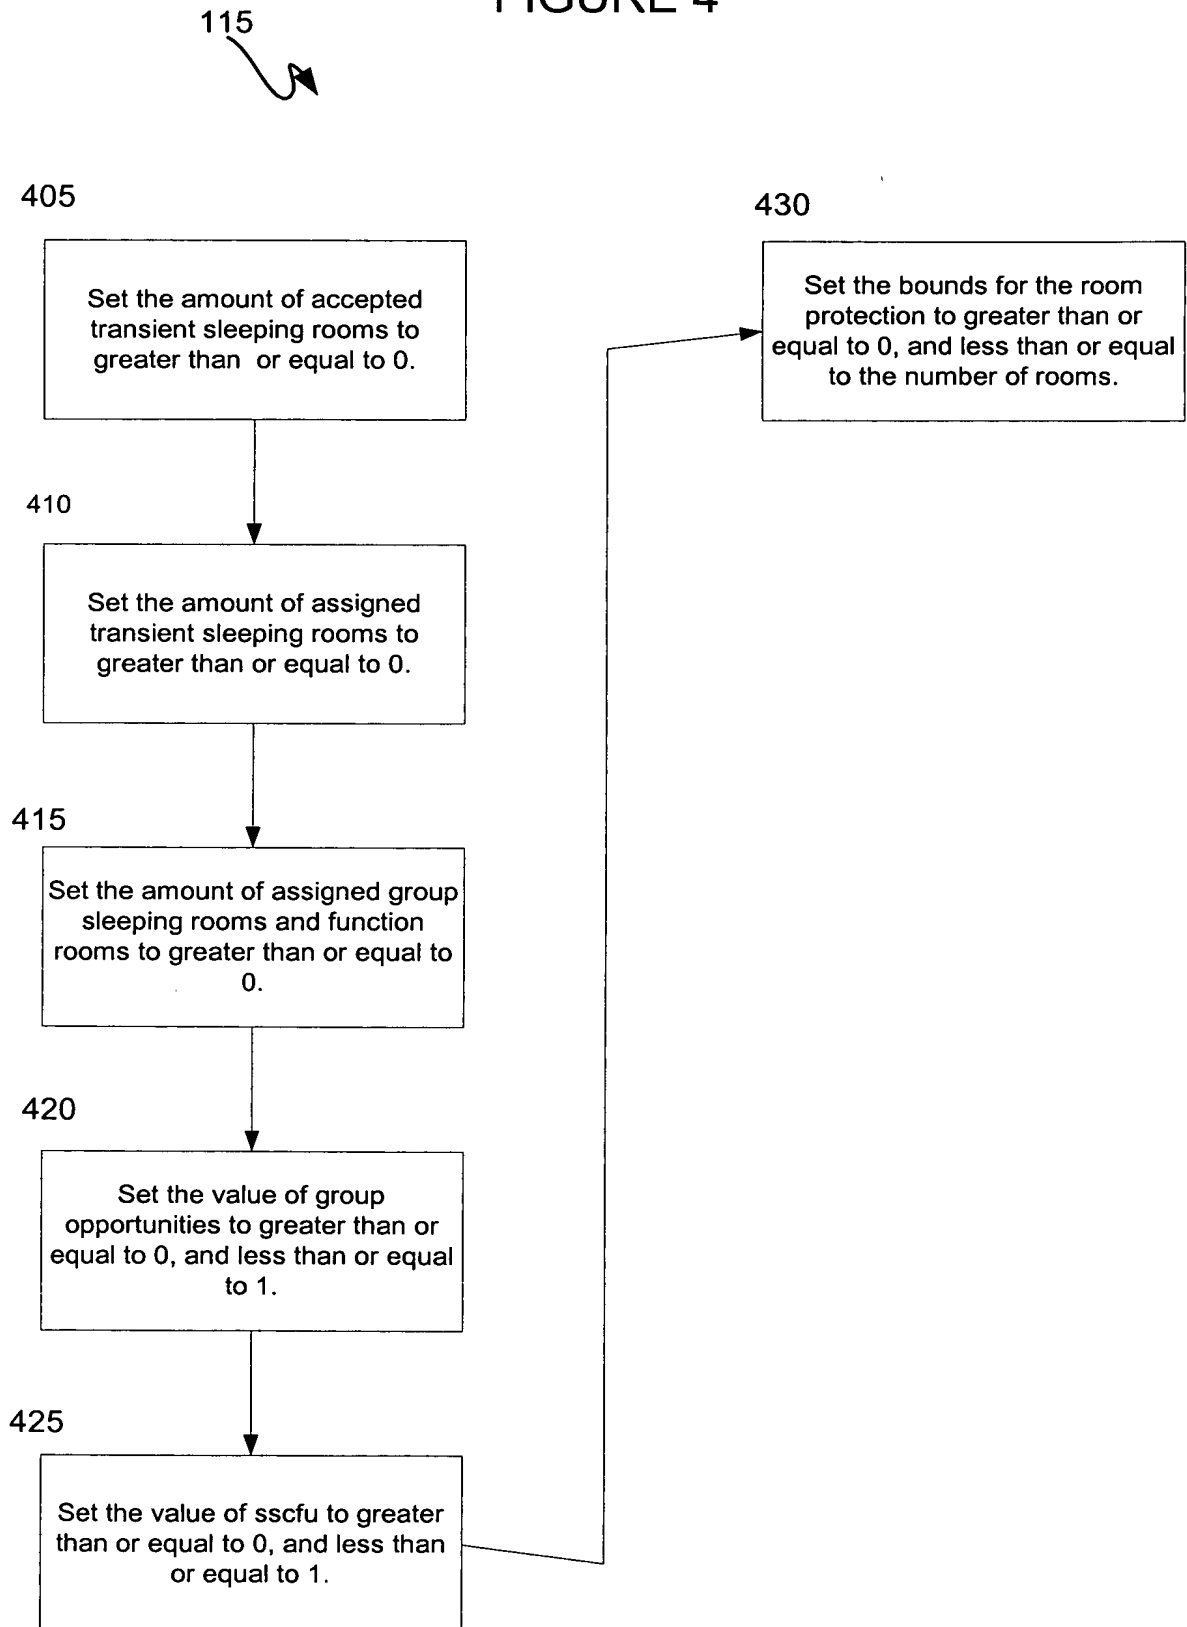 FIGURE 4
115
405
Set the amount of accepted
transient sleeping rooms to
greater than or equal to 0.
410
Set the amount of assigned
transient sleeping rooms to
greater than or equal to 0.
415
Set the amount of assigned group
sleeping rooms and function
rooms to greater than or equal to
0.
420
Set the value of group
opportunities to greater than or
equal to 0, and less than or equal
to 1.
425
Set the value of sscfu to greater
than or equal to 0, and less than
or equal to 1.
430
Set the bounds for the room
protection to greater than or
equal to 0, and less than or equal
to the number of rooms.